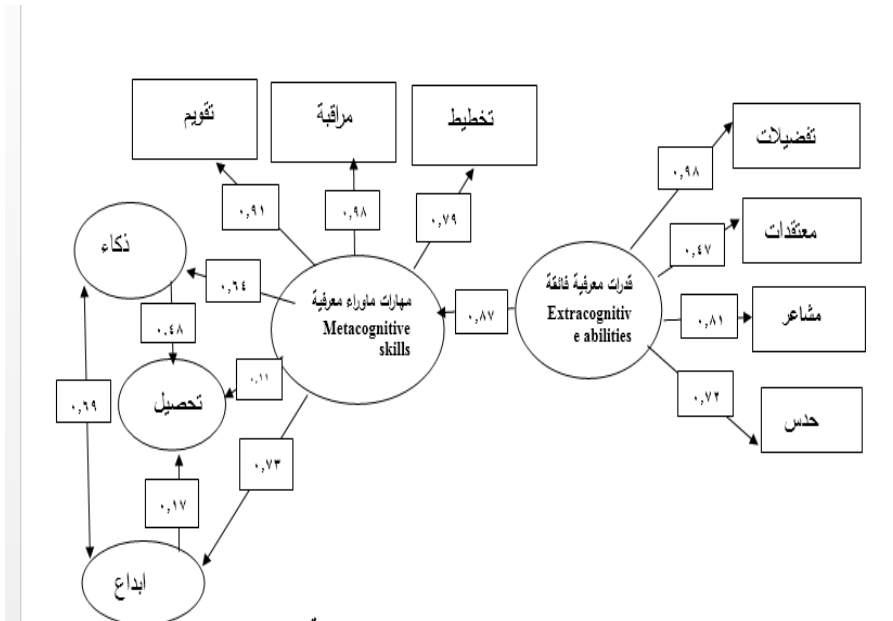 تقويم
مراقبة
تخطيط
تفضيلات
معتقدات
مشاعر
حدس
٠,٩١
٠,٩٨
٠,٧٩
٠,٩٨
٠,٤٧
٠,٨١
٠,٧٢
ذكاء
٠,٦٤
مهارات ماوراء معرفية
Metacognitive
skills
٠,٨٧
قدرات معرفية فائقة
Extracognitiv
e abilities
٠.٤٨
٠,٦٩
تحصيل
٠,١١
٠,٧٣
٠,١٧
ابداع